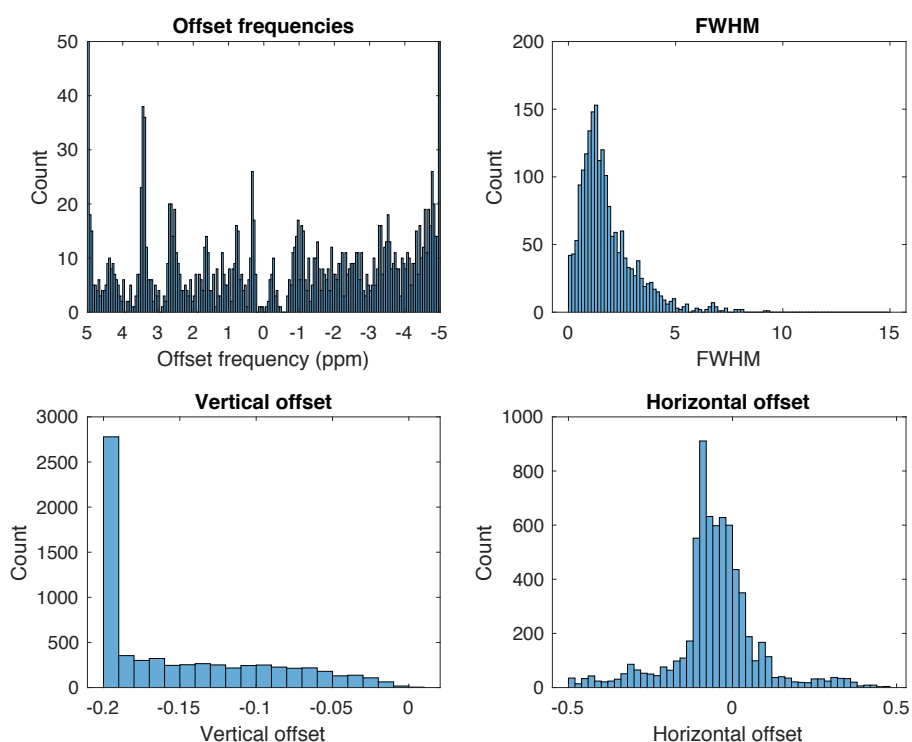 Offset frequencies
50
40
30
20
10
0
Count
5 4 3 2 1 0 -1 -2 -3 -4 -5
Offset frequency (ppm)
FWHM
200
150
100
50
0
Count
0 5 10 15
FWHM
Vertical offset
3000
2500
2000
1500
1000
500
0
Count
-0.2 -0.15 -0.1 -0.05 0
Vertical offset
Horizontal offset
1000
800
600
400
200
0
Count
-0.5 0 0.5
Horizontal offset